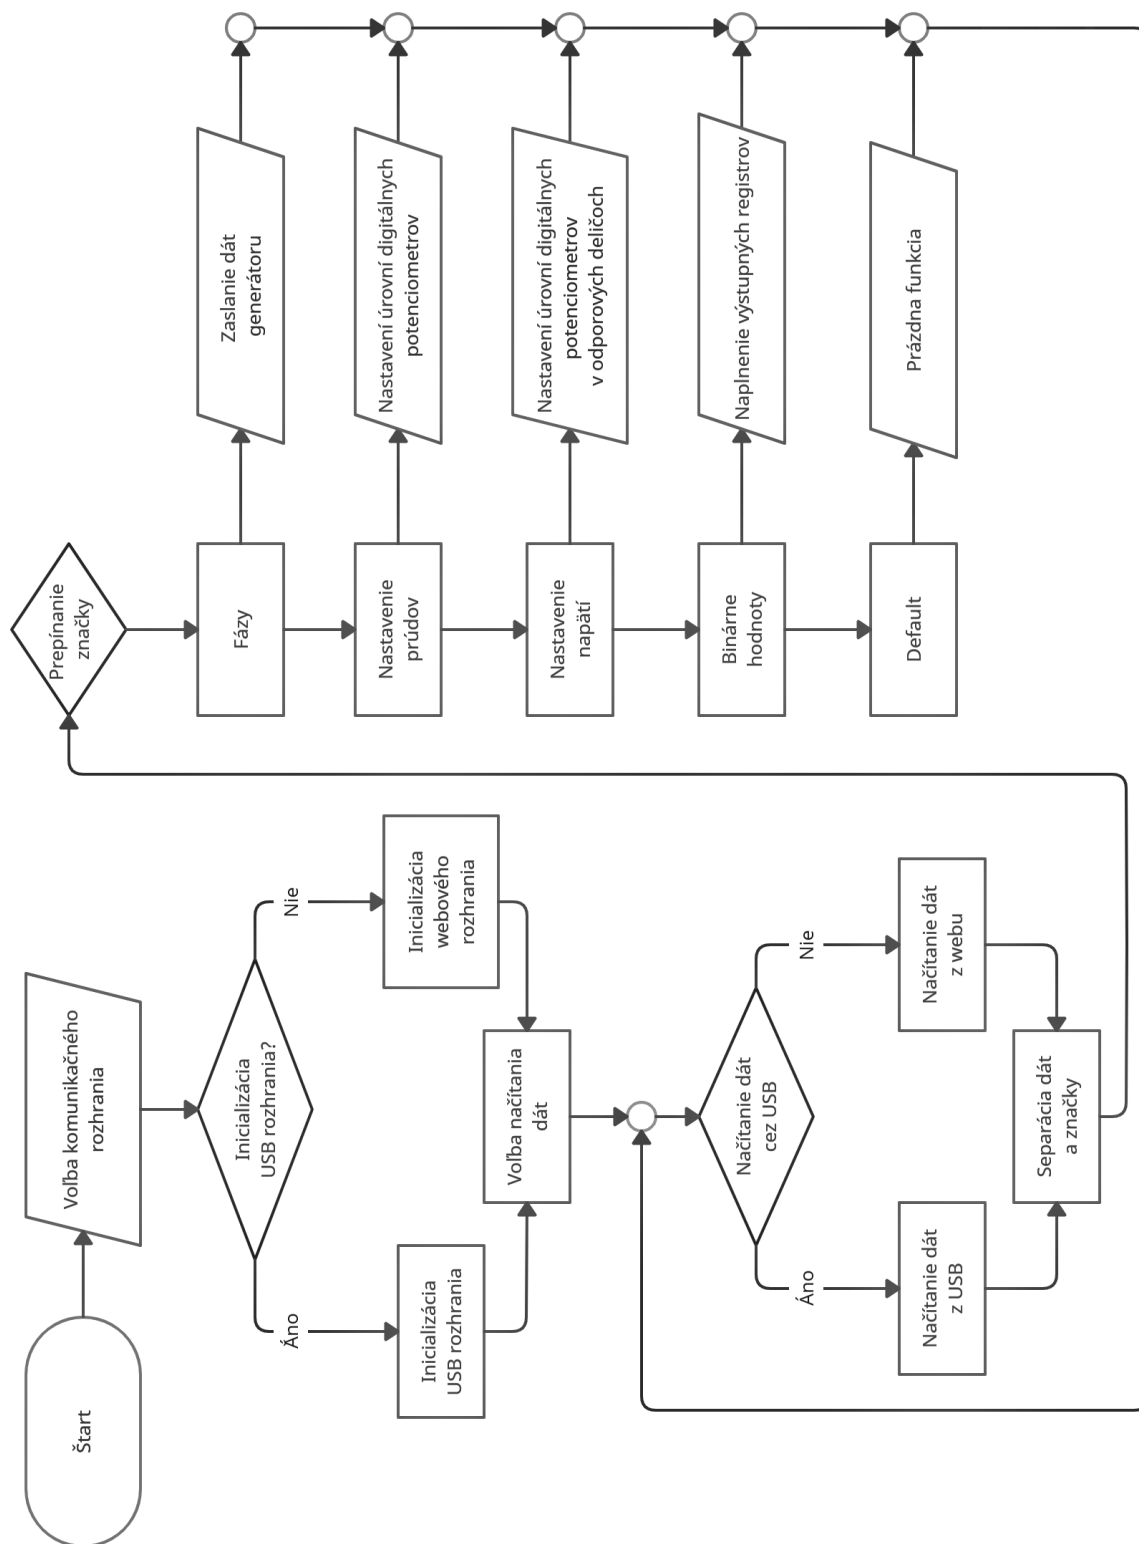 Štart
Voľba komunikačného
rozhrania
Inicializácia
USB rozhrania?
Áno
Nie
Inicializácia
USB rozhrania
Inicializácia
webového
rozhrania
Voľba načítania
dát
Načítanie dát
cez USB
Áno
Nie
Načítanie dát
z USB
Načítanie dát
z webu
Separácia dát
a značky
Prepínanie
značky
Fázy
Zaslanie dát
generátoru
Nastavenie
prúdov
Nastavení úrovní digitálnych
potenciometrov
Nastavenie
napätí
Nastavení úrovní digitálnych
potenciometrov
v odporových deličoch
Binárne
hodnoty
Naplnenie výstupných registrov
Default
Prázdna funkcia